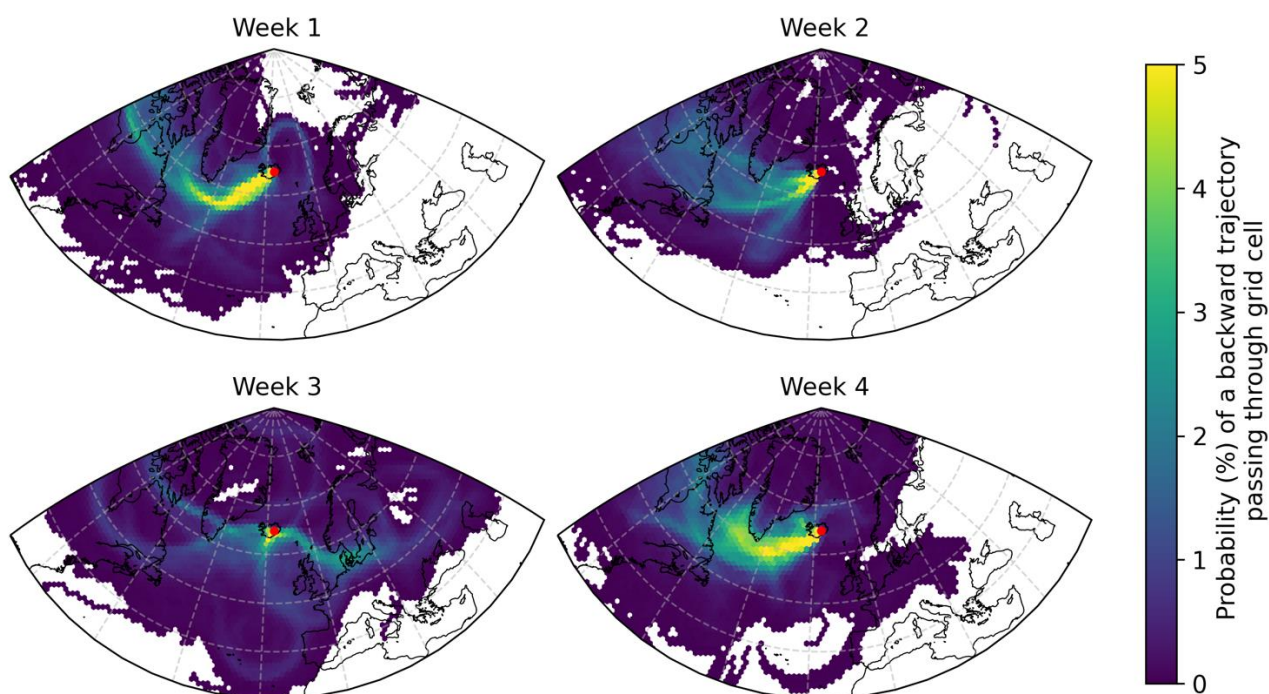 Week 1
Week 2
Week 3
Week 4
5
4
3
2
1
0
Probability (%) of a backward trajectory
passing through grid cell